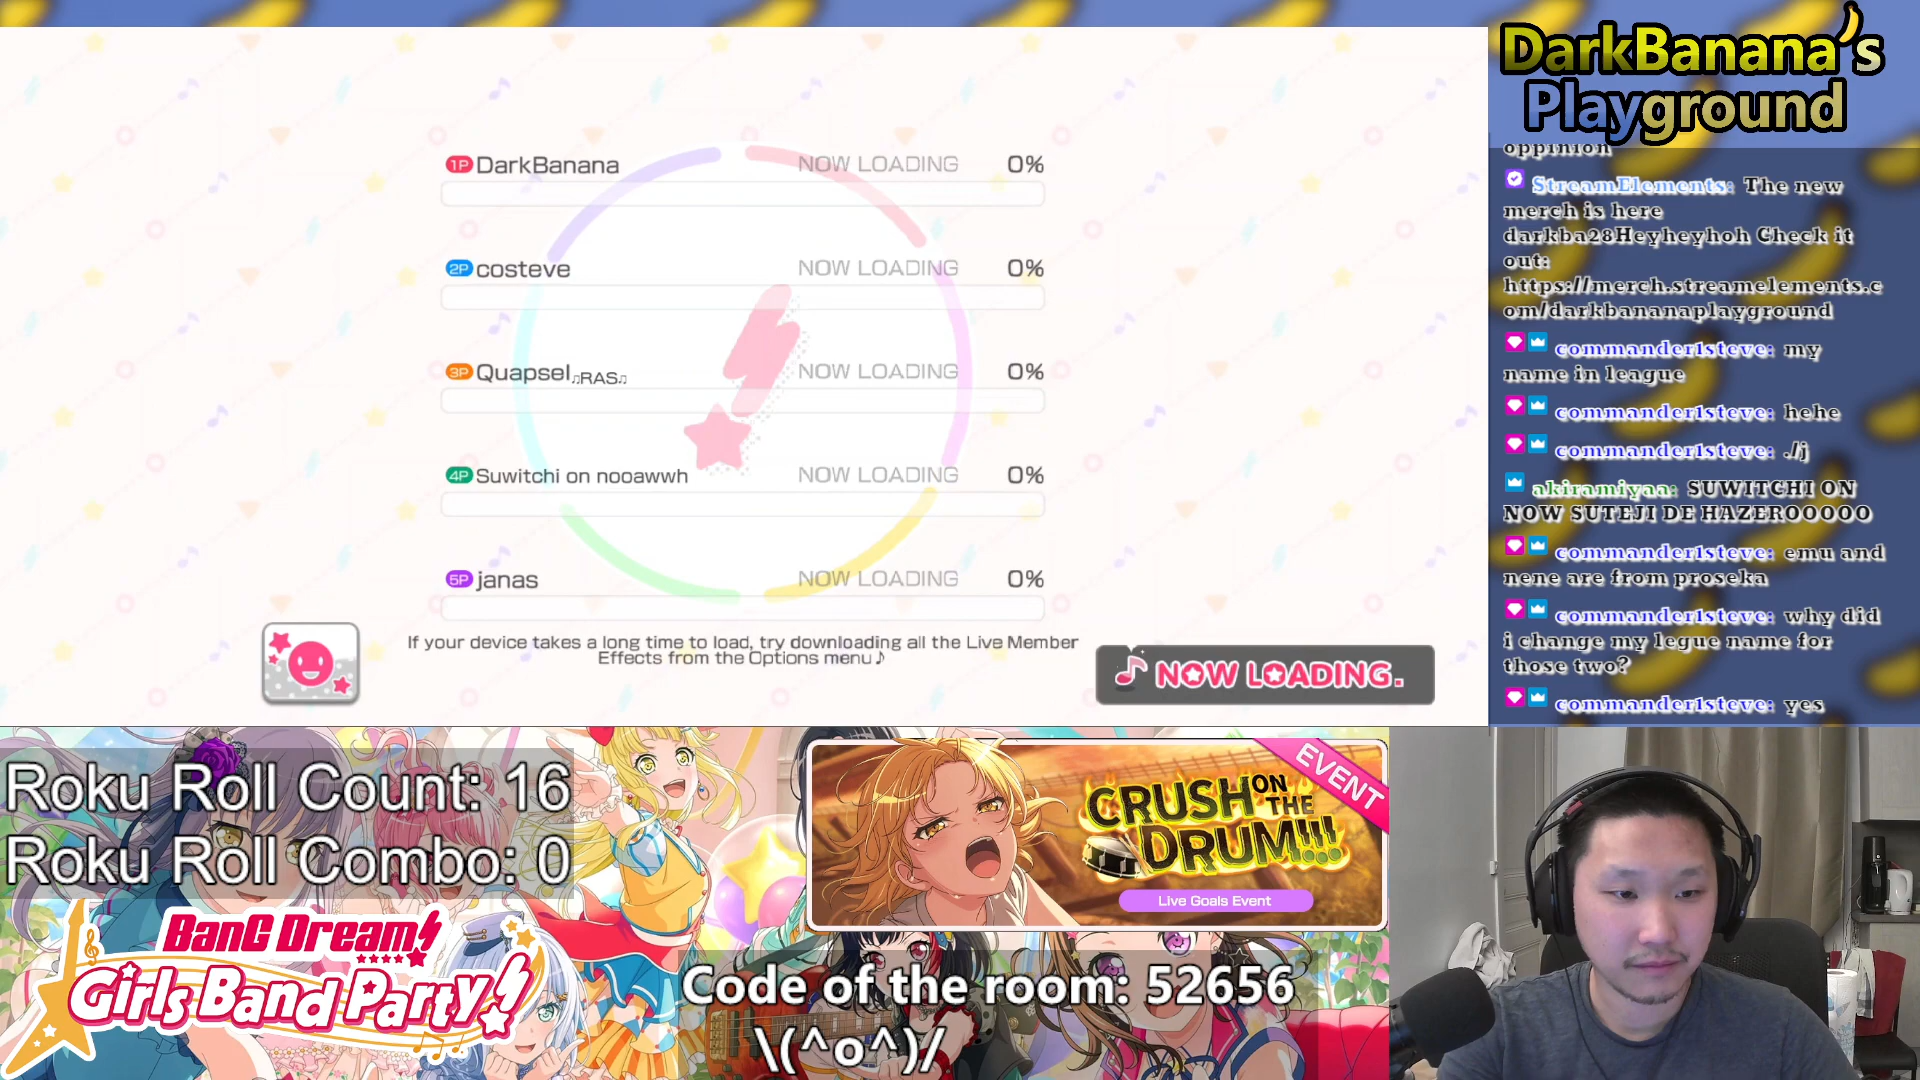 DarkBanana's
Playground
1P DarkBanana NOW LOADING 0%
2P costeve NOW LOADING 0%
3P Quapsel♫RAS♫ NOW LOADING 0%
4P Suwitchi on nooawwh NOW LOADING 0%
5P janas NOW LOADING 0%
If your device takes a long time to load, try downloading all the Live Member
Effects from the Options menu♪
NOW LOADING.
oppinion
StreamElements: The new
merch is here
darkba28Heyheyhoh Check it
out:
https://merch.streamelements.c
om/darkbananaplayground
commander1steve: my
name in league
commander1steve: hehe
commander1steve: ./j
akiramiyaa: SUWITCHI ON
NOW SUTEJI DE HAZEROOOOO
commander1steve: emu and
nene are from proseka
commander1steve: why did
i change my legue name for
those two?
commander1steve: yes
Roku Roll Count: 16
Roku Roll Combo: 0
BanG Dream!
Girls Band Party!
EVENT
CRUSH ON THE
DRUM!!!
Live Goals Event
Code of the room: 52656
\(^o^)/